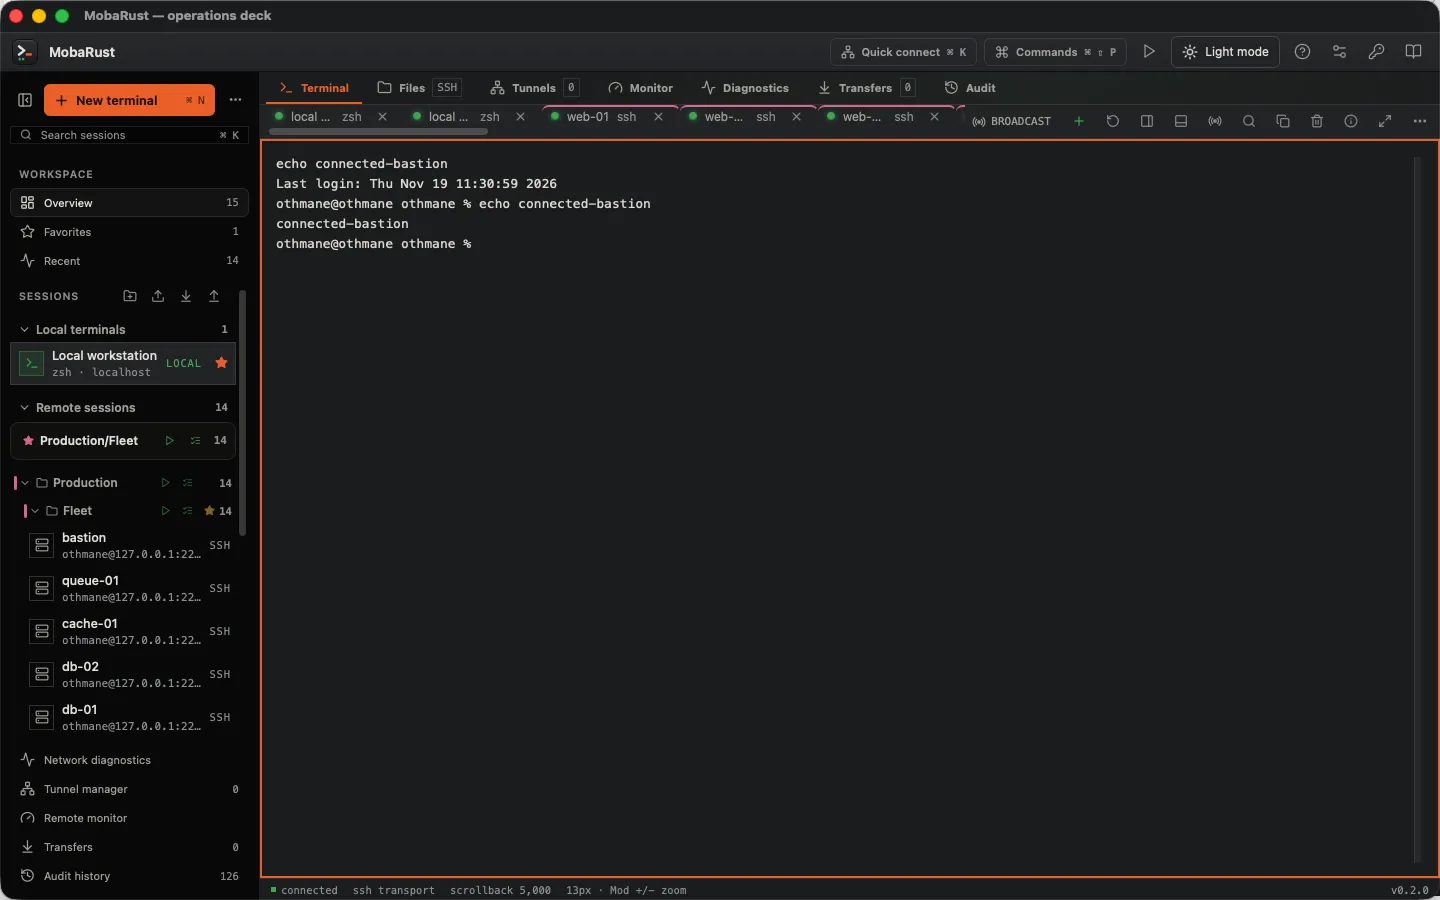 MobaRust — operations deck
MobaRust
Quick connect ⌘ K
Commands ⌘ ⇧ P
Light mode
New terminal ⌘ N
Search sessions ⌘ K
WORKSPACE
Overview 15
Favorites 1
Recent 14
SESSIONS
Local terminals 1
Local workstation
zsh · localhost
LOCAL
Remote sessions 14
Production/Fleet 14
Production 14
Fleet 14
bastion
othmane@127.0.0.1:22…
SSH
queue-01
othmane@127.0.0.1:22…
SSH
cache-01
othmane@127.0.0.1:22…
SSH
db-02
othmane@127.0.0.1:22…
SSH
db-01
othmane@127.0.0.1:22…
SSH
Network diagnostics
Tunnel manager 0
Remote monitor
Transfers 0
Audit history 126
Terminal
Files SSH
Tunnels 0
Monitor
Diagnostics
Transfers 0
Audit
local … zsh
local … zsh
web-01 ssh
web-… ssh
web-… ssh
BROADCAST
echo connected-bastion
Last login: Thu Nov 19 11:30:59 2026
othmane@othmane othmane % echo connected-bastion
connected-bastion
othmane@othmane othmane %
connected ssh transport scrollback 5,000 13px · Mod +/− zoom
v0.2.0